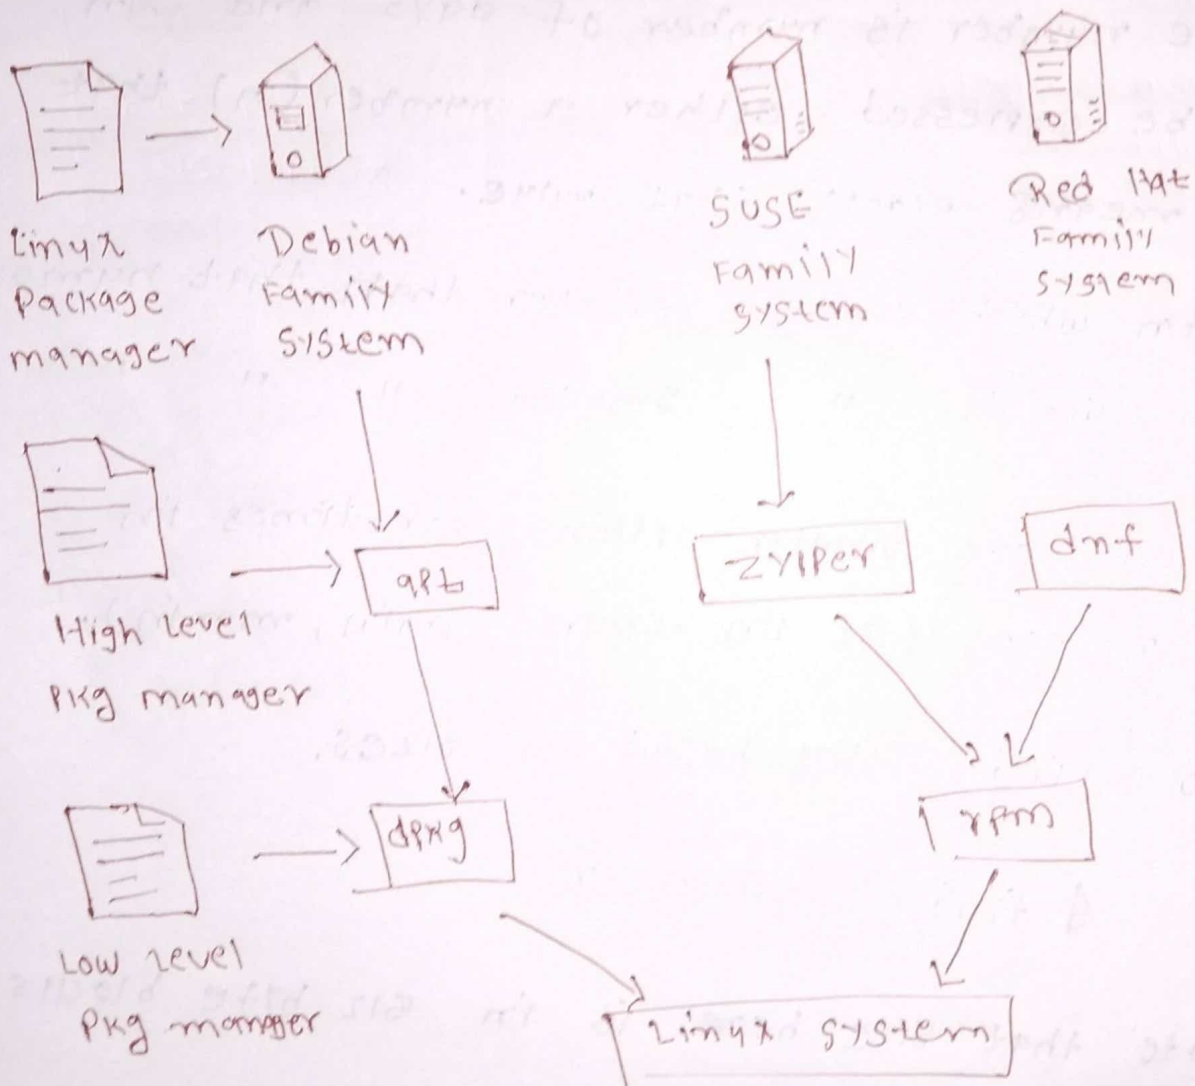 Linux
Package
manager
Debian
Family
System
SUSE
Family
system
Red Hat
Family
system
High level
Pkg manager
apt
zypper
dnf
Low level
Pkg manager
dpkg
rpm
Linux system